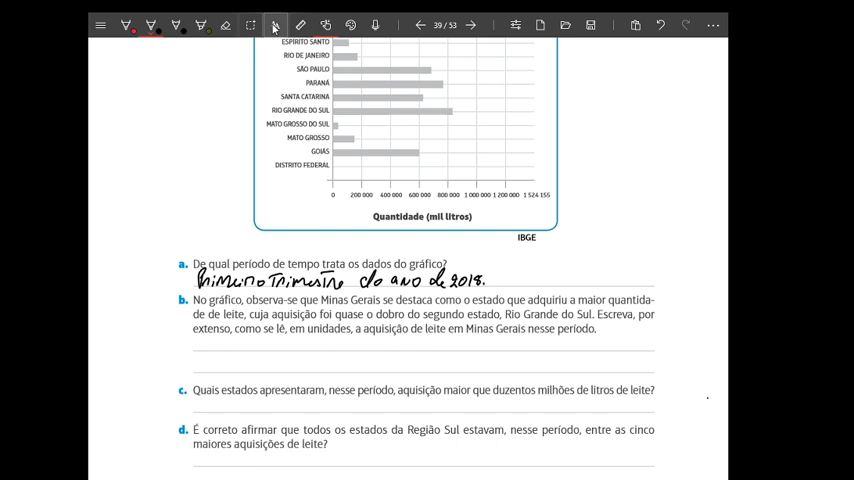 39 / 53
ESPÍRITO SANTO
RIO DE JANEIRO
SÃO PAULO
PARANÁ
SANTA CATARINA
RIO GRANDE DO SUL
MATO GROSSO DO SUL
MATO GROSSO
GOIÁS
DISTRITO FEDERAL
0 200 000 400 000 600 000 800 000 1 000 000 1 200 000 1 524 155
Quantidade (mil litros)
IBGE
a. De qual período de tempo trata os dados do gráfico?
Primeiro Trimestre do ano de 2018.
b. No gráfico, observa-se que Minas Gerais se destaca como o estado que adquiriu a maior quantida-
de de leite, cuja aquisição foi quase o dobro do segundo estado, Rio Grande do Sul. Escreva, por
extenso, como se lê, em unidades, a aquisição de leite em Minas Gerais nesse período.
c. Quais estados apresentaram, nesse período, aquisição maior que duzentos milhões de litros de leite?
d. É correto afirmar que todos os estados da Região Sul estavam, nesse período, entre as cinco
maiores aquisições de leite?